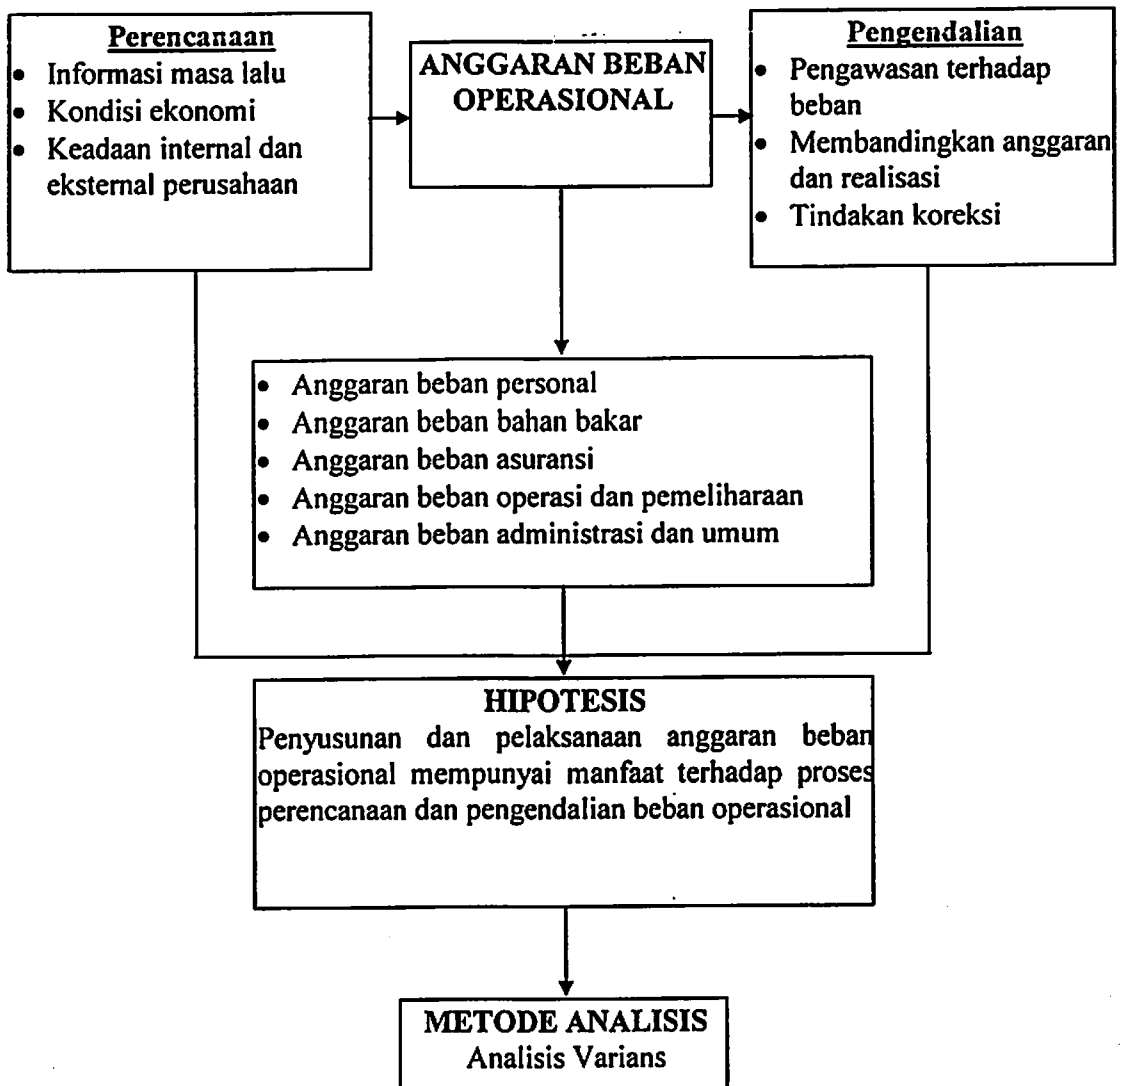 Perencanaan
• Informasi masa lalu
• Kondisi ekonomi
• Keadaan internal dan
eksternal perusahaan
ANGGARAN BEBAN
OPERASIONAL
Pengendalian
• Pengawasan terhadap
beban
• Membandingkan anggaran
dan realisasi
• Tindakan koreksi
• Anggaran beban personal
• Anggaran beban bahan bakar
• Anggaran beban asuransi
• Anggaran beban operasi dan pemeliharaan
• Anggaran beban administrasi dan umum
HIPOTESIS
Penyusunan dan pelaksanaan anggaran beban
operasional mempunyai manfaat terhadap proses
perencanaan dan pengendalian beban operasional
METODE ANALISIS
Analisis Varians